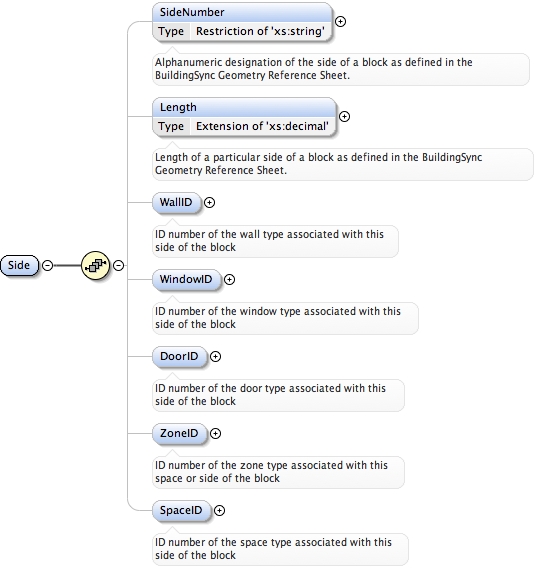 SideNumber
Type Restriction of 'xs:string'
Alphanumeric designation of the side of a block as defined in the
BuildingSync Geometry Reference Sheet.
Length
Type Extension of 'xs:decimal'
Length of a particular side of a block as defined in the BuildingSync
Geometry Reference Sheet.
WallID
ID number of the wall type associated with this
side of the block
Side
WindowID
ID number of the window type associated with this
side of the block
DoorID
ID number of the door type associated with this
side of the block
ZoneID
ID number of the zone type associated with this
space or side of the block
SpaceID
ID number of the space type associated with this
side of the block